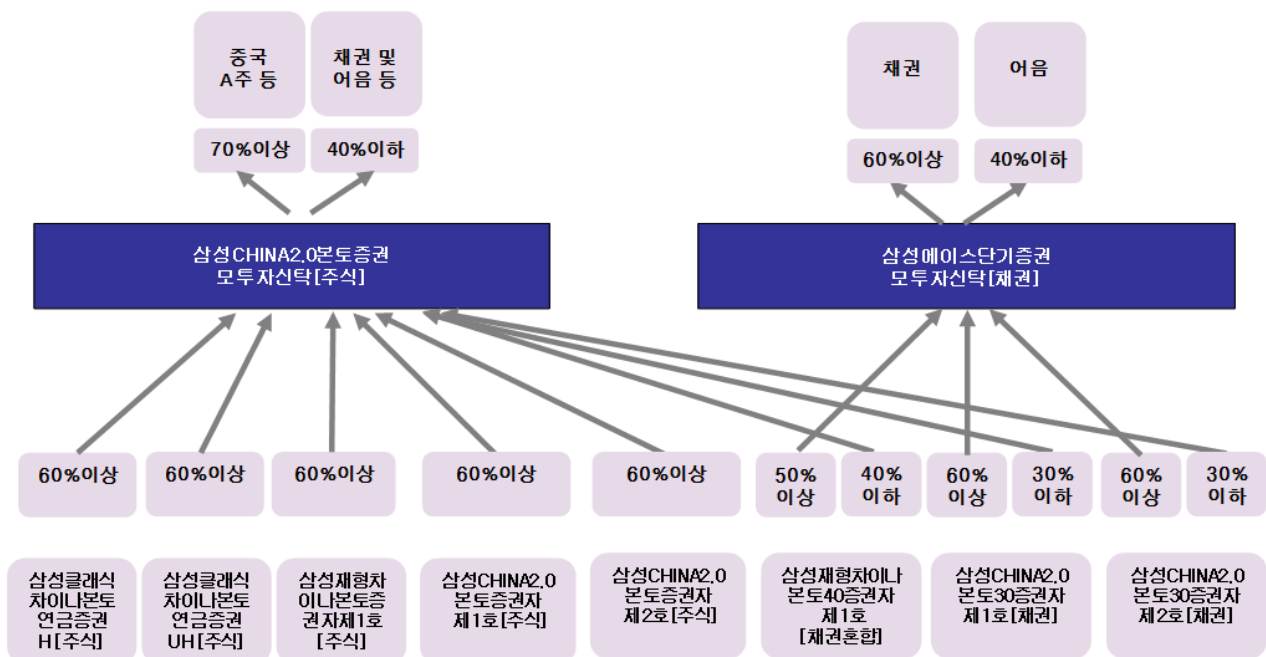 중국
A주 등
채권 및
어음 등
채권
어음
70%이상
40%이하
60%이상
40%이하
삼성CHINA2.0본토증권
모투자신탁[주식]
삼성에이스단기증권
모투자신탁[채권]
60%이상
60%이상
60%이상
60%이상
60%이상
50%
이상
40%
이하
60%
이상
30%
이하
60%
이상
30%
이하
삼성클래식
차이나본토
연금증권
H[주식]
삼성클래식
차이나본토
연금증권
UH[주식]
삼성재형차
이나본토증
권자제1호
[주식]
삼성CHINA2.0
본토증권자
제1호[주식]
삼성CHINA2.0
본토증권자
제2호[주식]
삼성재형차이나
본토40증권자
제1호
[채권혼합]
삼성CHINA2.0
본토30증권자
제1호[채권]
삼성CHINA2.0
본토30증권자
제2호[채권]